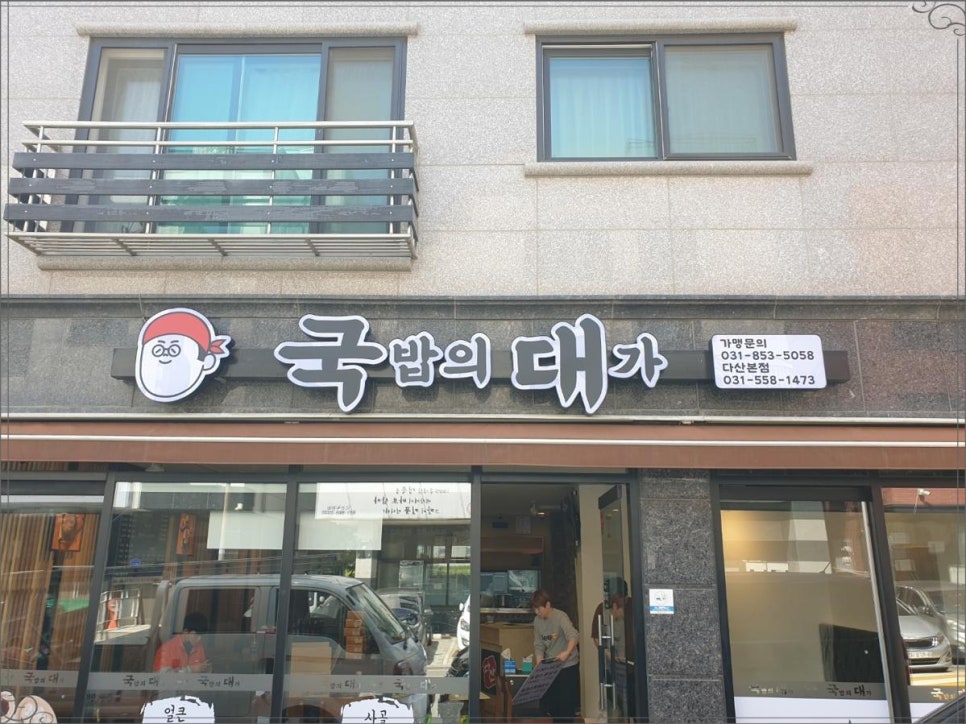 국밥의 대가
가맹문의
031-853-5058
다산본점
031-558-1473
국밥의 대가
국밥의 대가
국밥의 대가
국밥의 대가
얼큰
사골